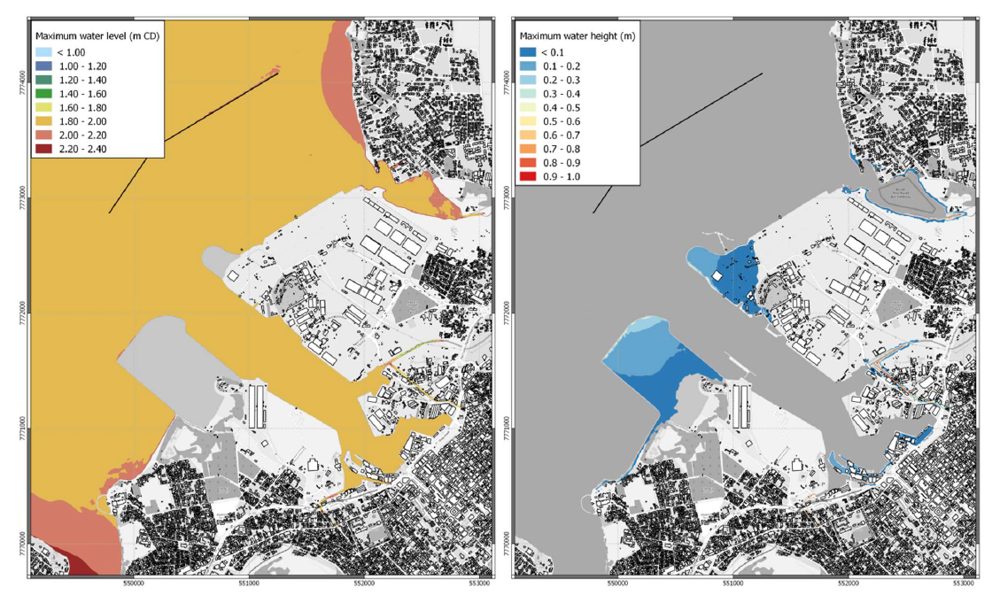 Maximum water level (m CD)
< 1.00
1.00 - 1.20
1.20 - 1.40
1.40 - 1.60
1.60 - 1.80
1.80 - 2.00
2.00 - 2.20
2.20 - 2.40
7774000
7773000
7772000
7771000
7770000
550000
551000
552000
553000
Maximum water height (m)
< 0.1
0.1 - 0.2
0.2 - 0.3
0.3 - 0.4
0.4 - 0.5
0.5 - 0.6
0.6 - 0.7
0.7 - 0.8
0.8 - 0.9
0.9 - 1.0
7774000
7773000
7772000
7771000
7770000
550000
551000
552000
553000